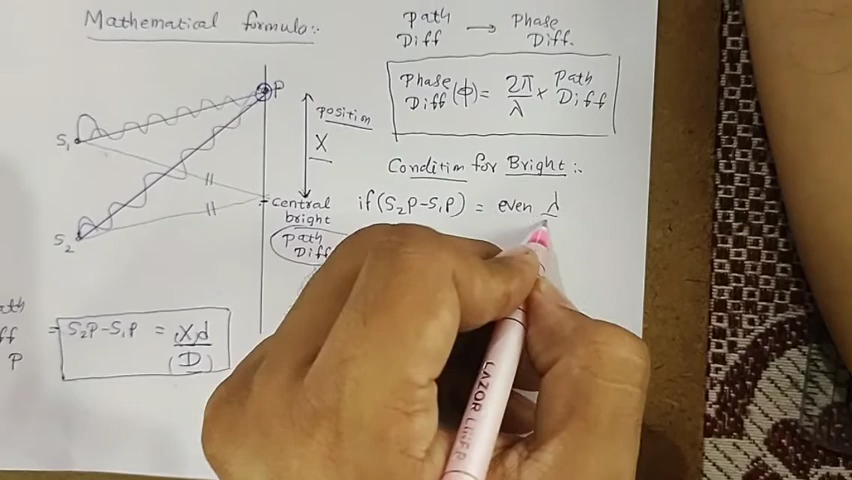 Mathematical formula:-
Path Diff → Phase Diff.
Phase Diff (ϕ) = 2π/λ × Path Diff
P
S₁
position
X
Condition for Bright :-
Central bright
if (S₂P-S₁P) = even λ
S₂
Path Diff
P
= S₂P-S₁P = Xd/(D)
LAZOR